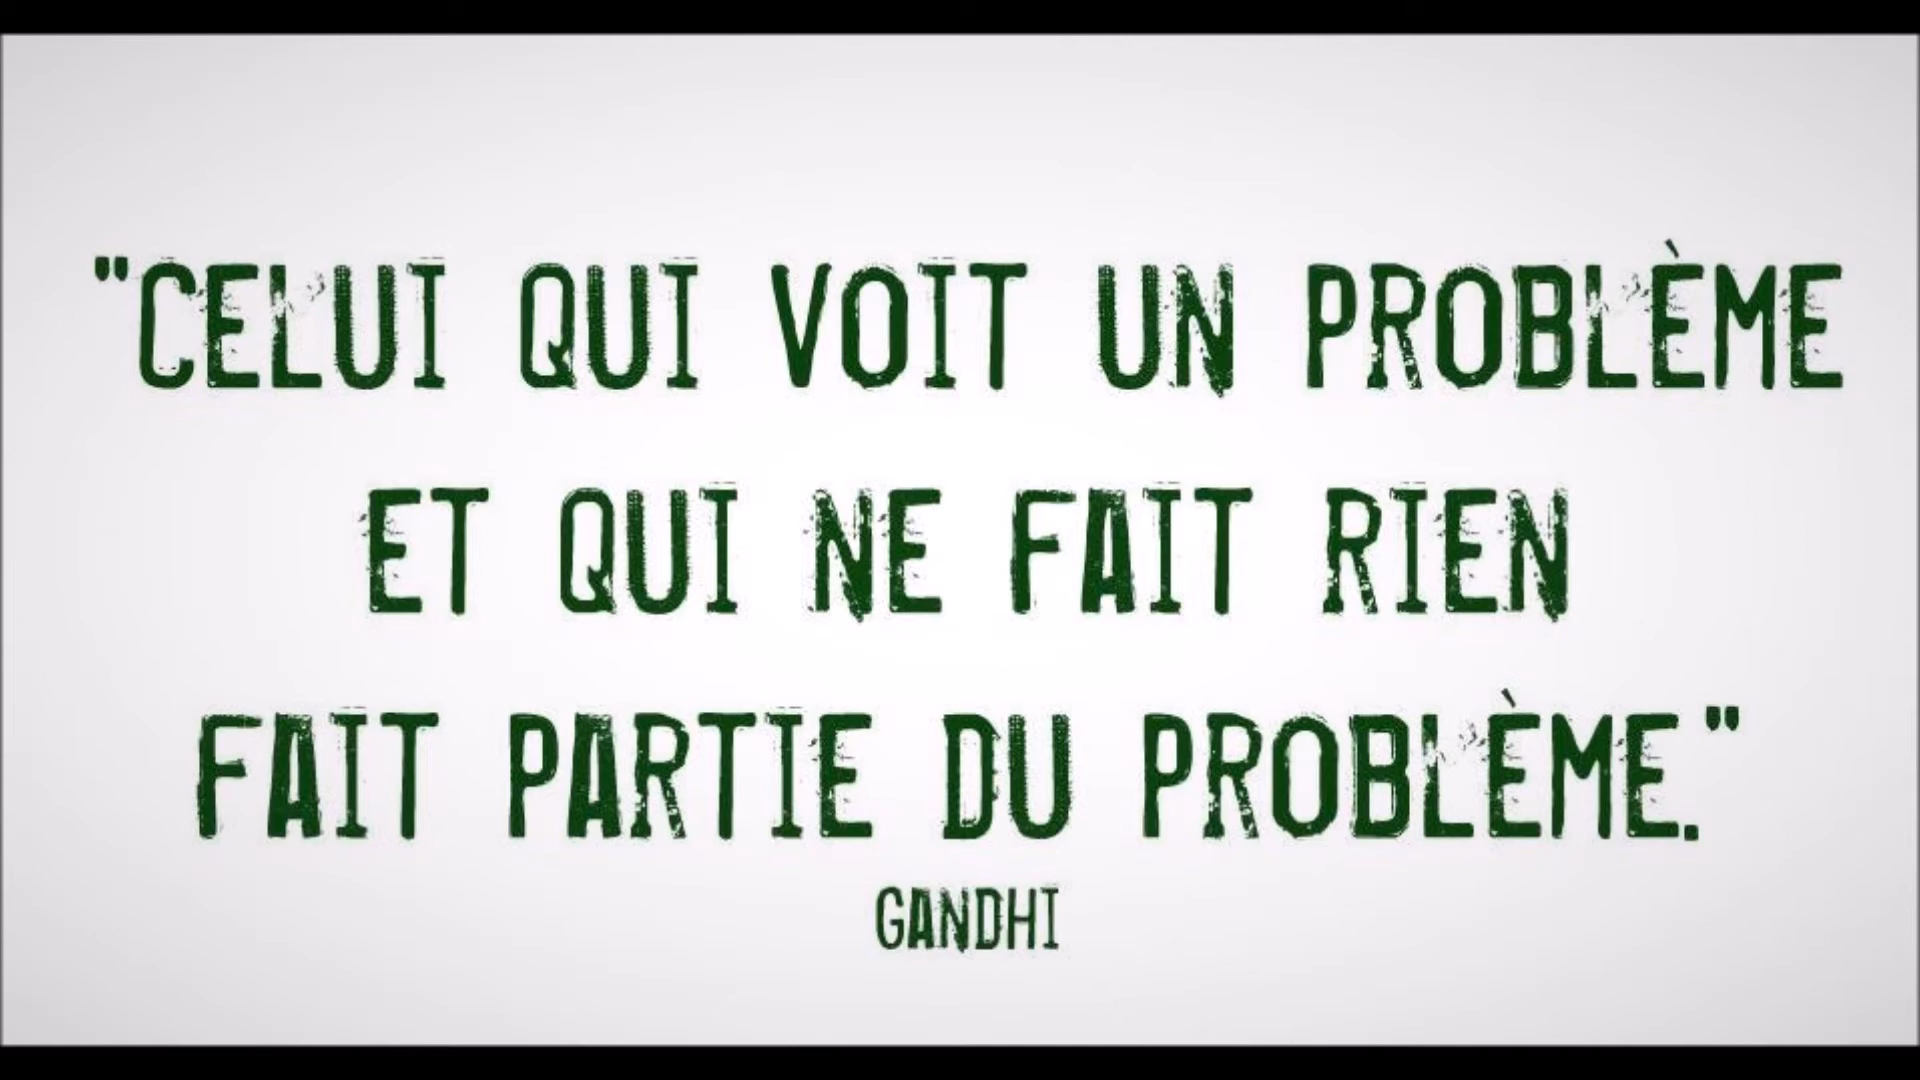 "CELUI QUI VOIT UN PROBLÈME
ET QUI NE FAIT RIEN
FAIT PARTIE DU PROBLÈME."
GANDHI